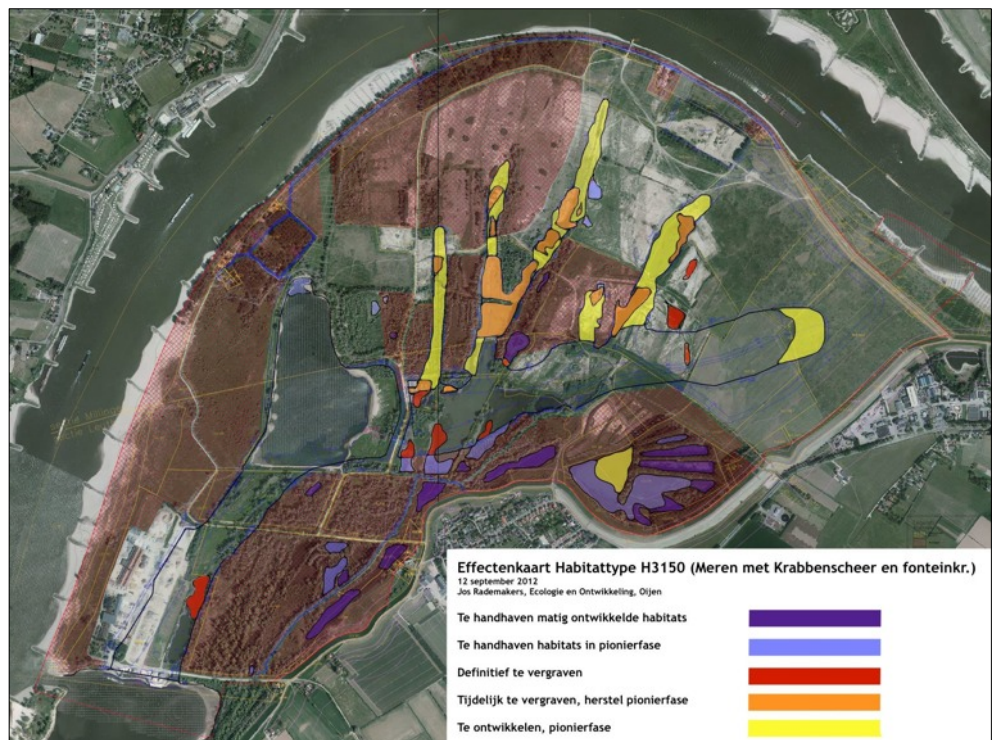 Effectenkaart Habitattype H3150 (Meren met Krabbenscheer en fonteinkr.)
12 september 2012
Jos Rademakers, Ecologie en Ontwikkeling, Oijen
Te handhaven matig ontwikkelde habitats
Te handhaven habitats in pionierfase
Definitief te vergraven
Tijdelijk te vergraven, herstel pionierfase
Te ontwikkelen, pionierfase